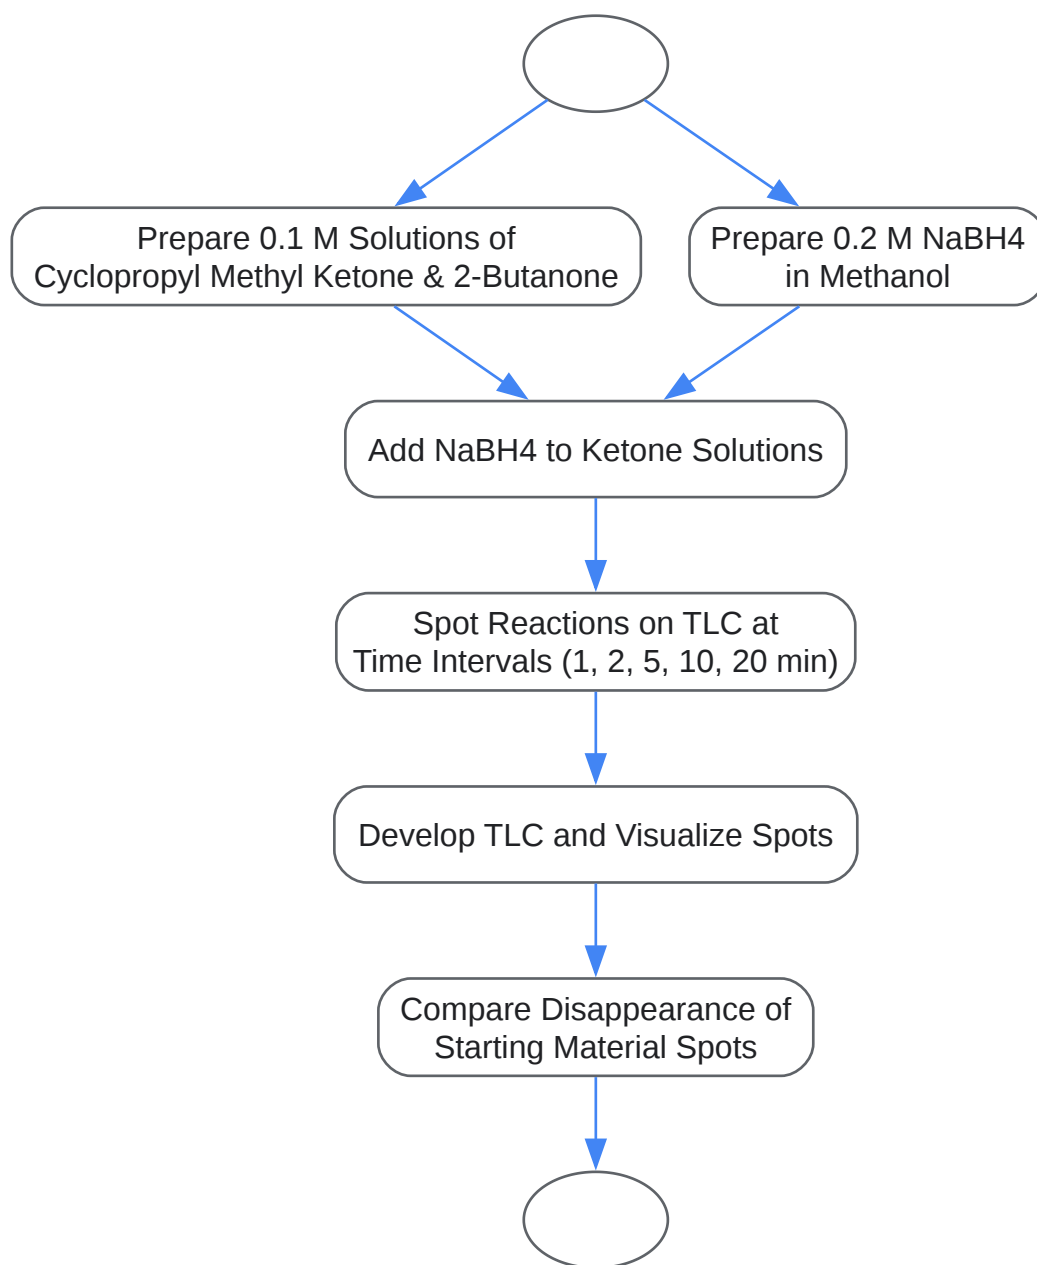 Prepare 0.1 M Solutions of
Cyclopropyl Methyl Ketone & 2-Butanone
Prepare 0.2 M NaBH4
in Methanol
Add NaBH4 to Ketone Solutions
Spot Reactions on TLC at
Time Intervals (1, 2, 5, 10, 20 min)
Develop TLC and Visualize Spots
Compare Disappearance of
Starting Material Spots